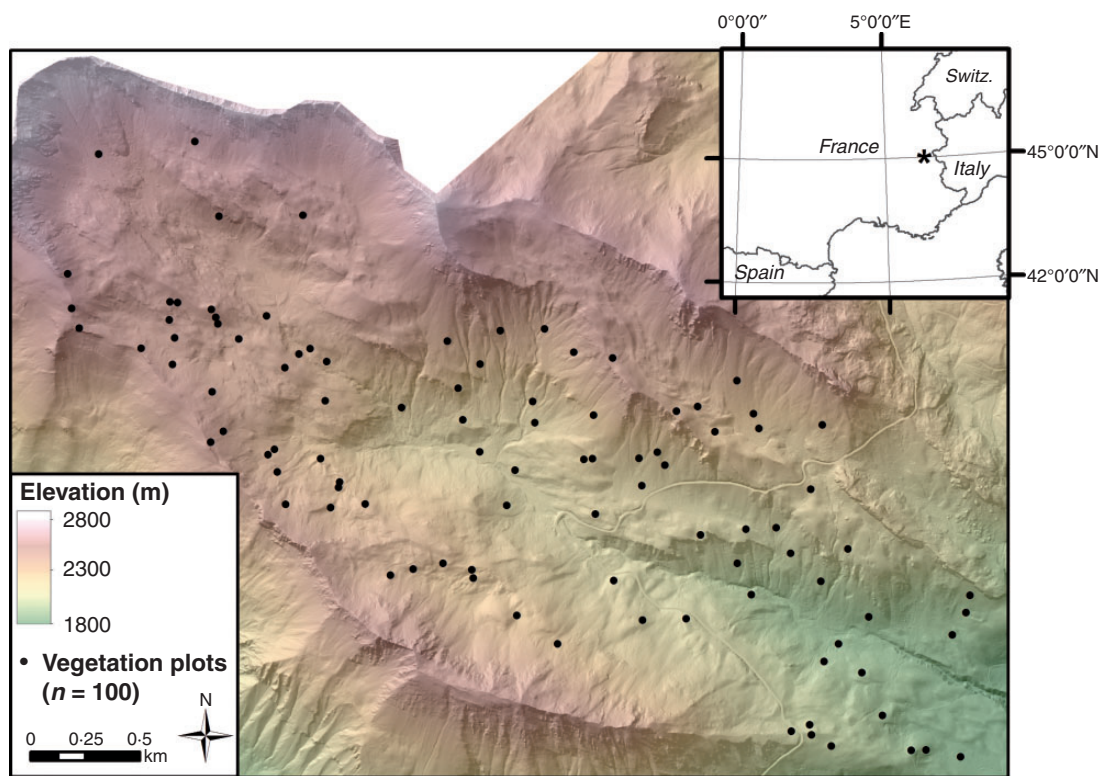 0°0′0″ 5°0′0″E
Switz.
France
45°0′0″N
Italy
Spain
42°0′0″N
Elevation (m)
2800
2300
1800
• Vegetation plots
(n = 100)
N
0 0·25 0·5
km